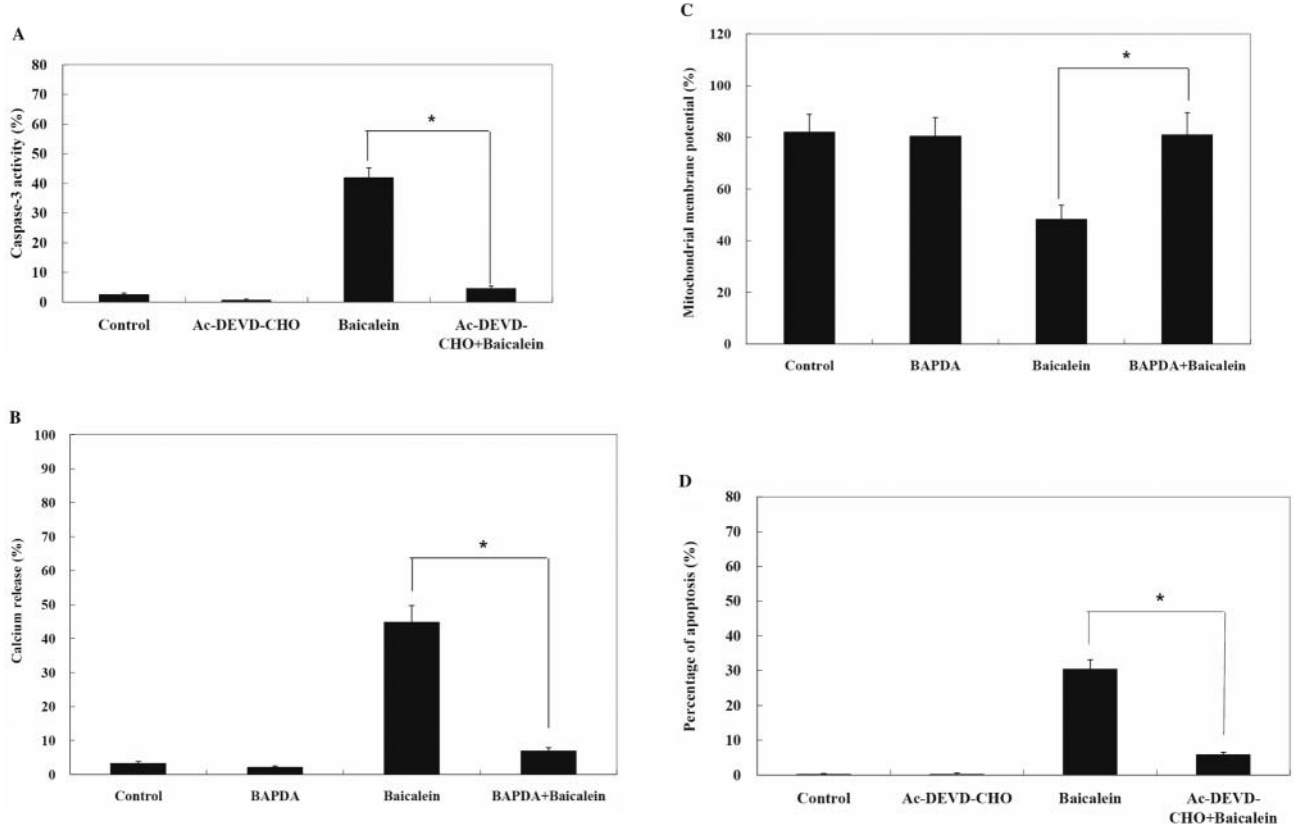 A
Caspase-3 activity (%)
80
70
60
50
40
30
20
10
0
*
Control
Ac-DEVD-CHO
Baicalein
Ac-DEVD-
CHO+Baicalein
B
Calcium release (%)
100
90
80
70
60
50
40
30
20
10
0
*
Control
BAPDA
Baicalein
BAPDA+Baicalein
C
Mitochondrial membrane potential (%)
120
100
80
60
40
20
0
*
Control
BAPDA
Baicalein
BAPDA+Baicalein
D
Percentage of apoptosis (%)
80
70
60
50
40
30
20
10
0
*
Control
Ac-DEVD-CHO
Baicalein
Ac-DEVD-
CHO+Baicalein